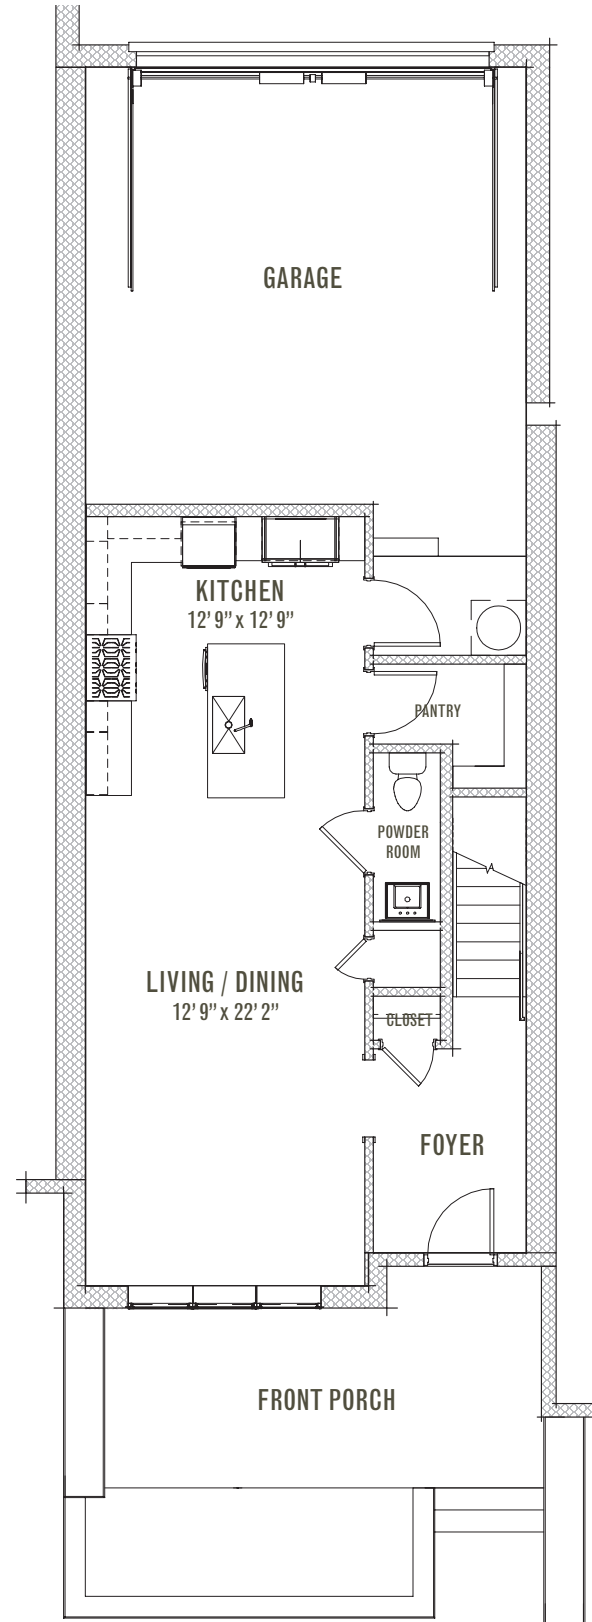 GARAGE
KITCHEN
12’9” x 12’9”
PANTRY
POWDER
ROOM
LIVING / DINING
12’9” x 22’2”
CLOSET
FOYER
FRONT PORCH